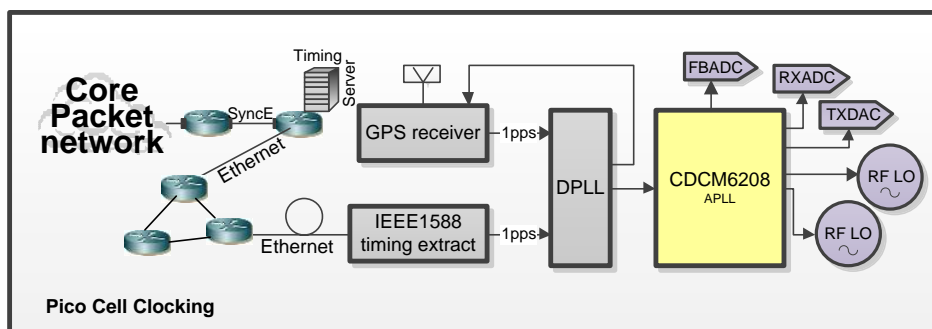 Core
Packet
network
SyncE
Timing
Server
Ethernet
Ethernet
GPS receiver
1pps
IEEE1588
timing extract
1pps
DPLL
CDCM6208
APLL
FBADC
RXADC
TXDAC
RF LO
RF LO
Pico Cell Clocking